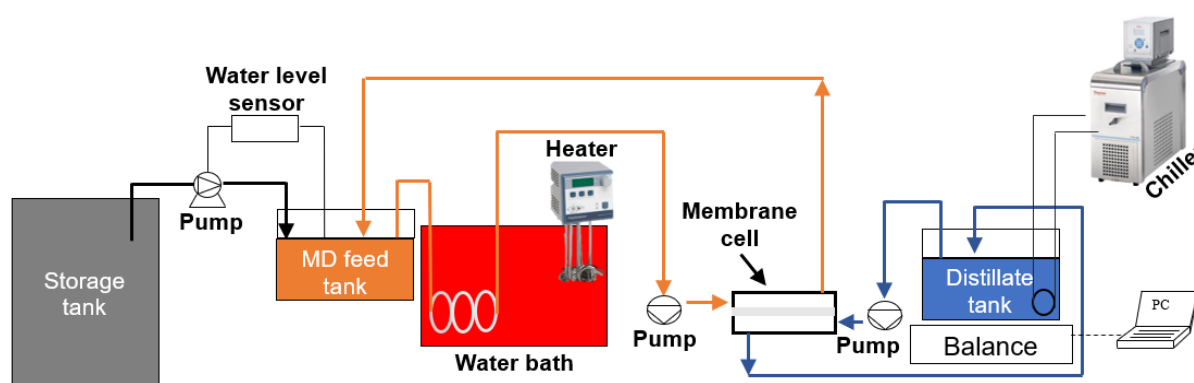 Water level
sensor
Pump
Storage
tank
MD feed
tank
Heater
Water bath
Pump
Membrane
cell
Pump
Distillate
tank
Balance
PC
Chiller